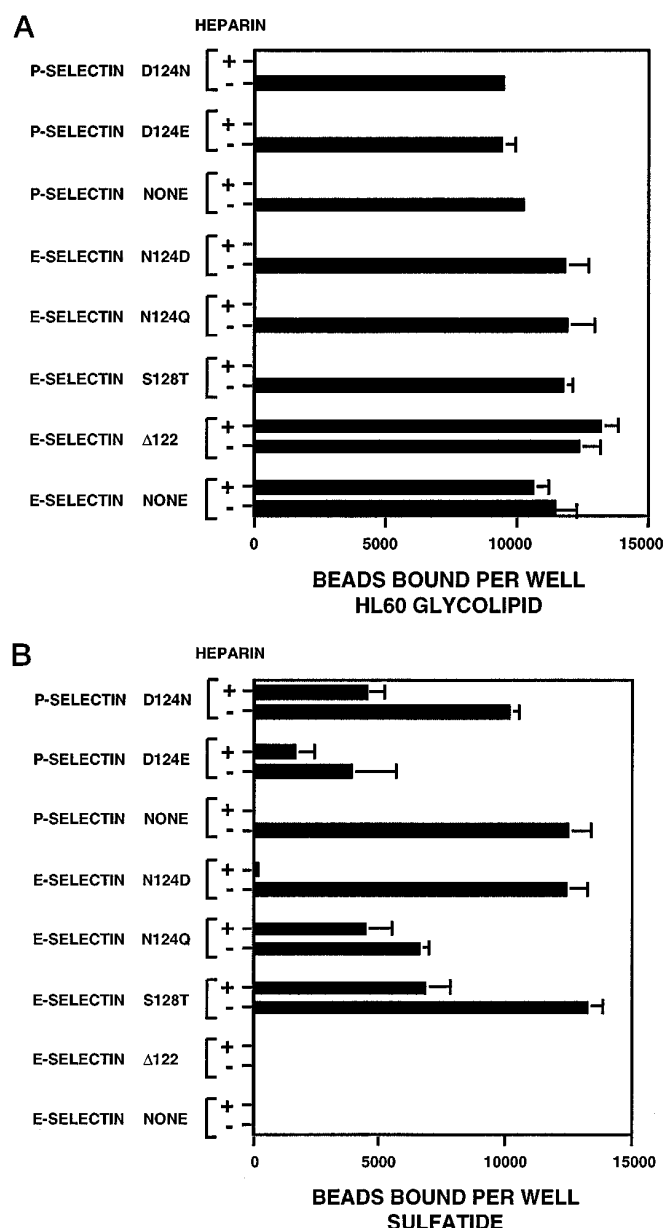 A
HEPARIN
P-SELECTIN D124N [ +
-
P-SELECTIN D124E [ +
-
P-SELECTIN NONE [ +
-
E-SELECTIN N124D [ +
-
E-SELECTIN N124Q [ +
-
E-SELECTIN S128T [ +
-
E-SELECTIN Δ122 [ +
-
E-SELECTIN NONE [ +
-
0 5000 10000 15000
BEADS BOUND PER WELL
HL60 GLYCOLIPID
B
HEPARIN
P-SELECTIN D124N [ +
-
P-SELECTIN D124E [ +
-
P-SELECTIN NONE [ +
-
E-SELECTIN N124D [ +
-
E-SELECTIN N124Q [ +
-
E-SELECTIN S128T [ +
-
E-SELECTIN Δ122 [ +
-
E-SELECTIN NONE [ +
-
0 5000 10000 15000
BEADS BOUND PER WELL
SULFATIDE